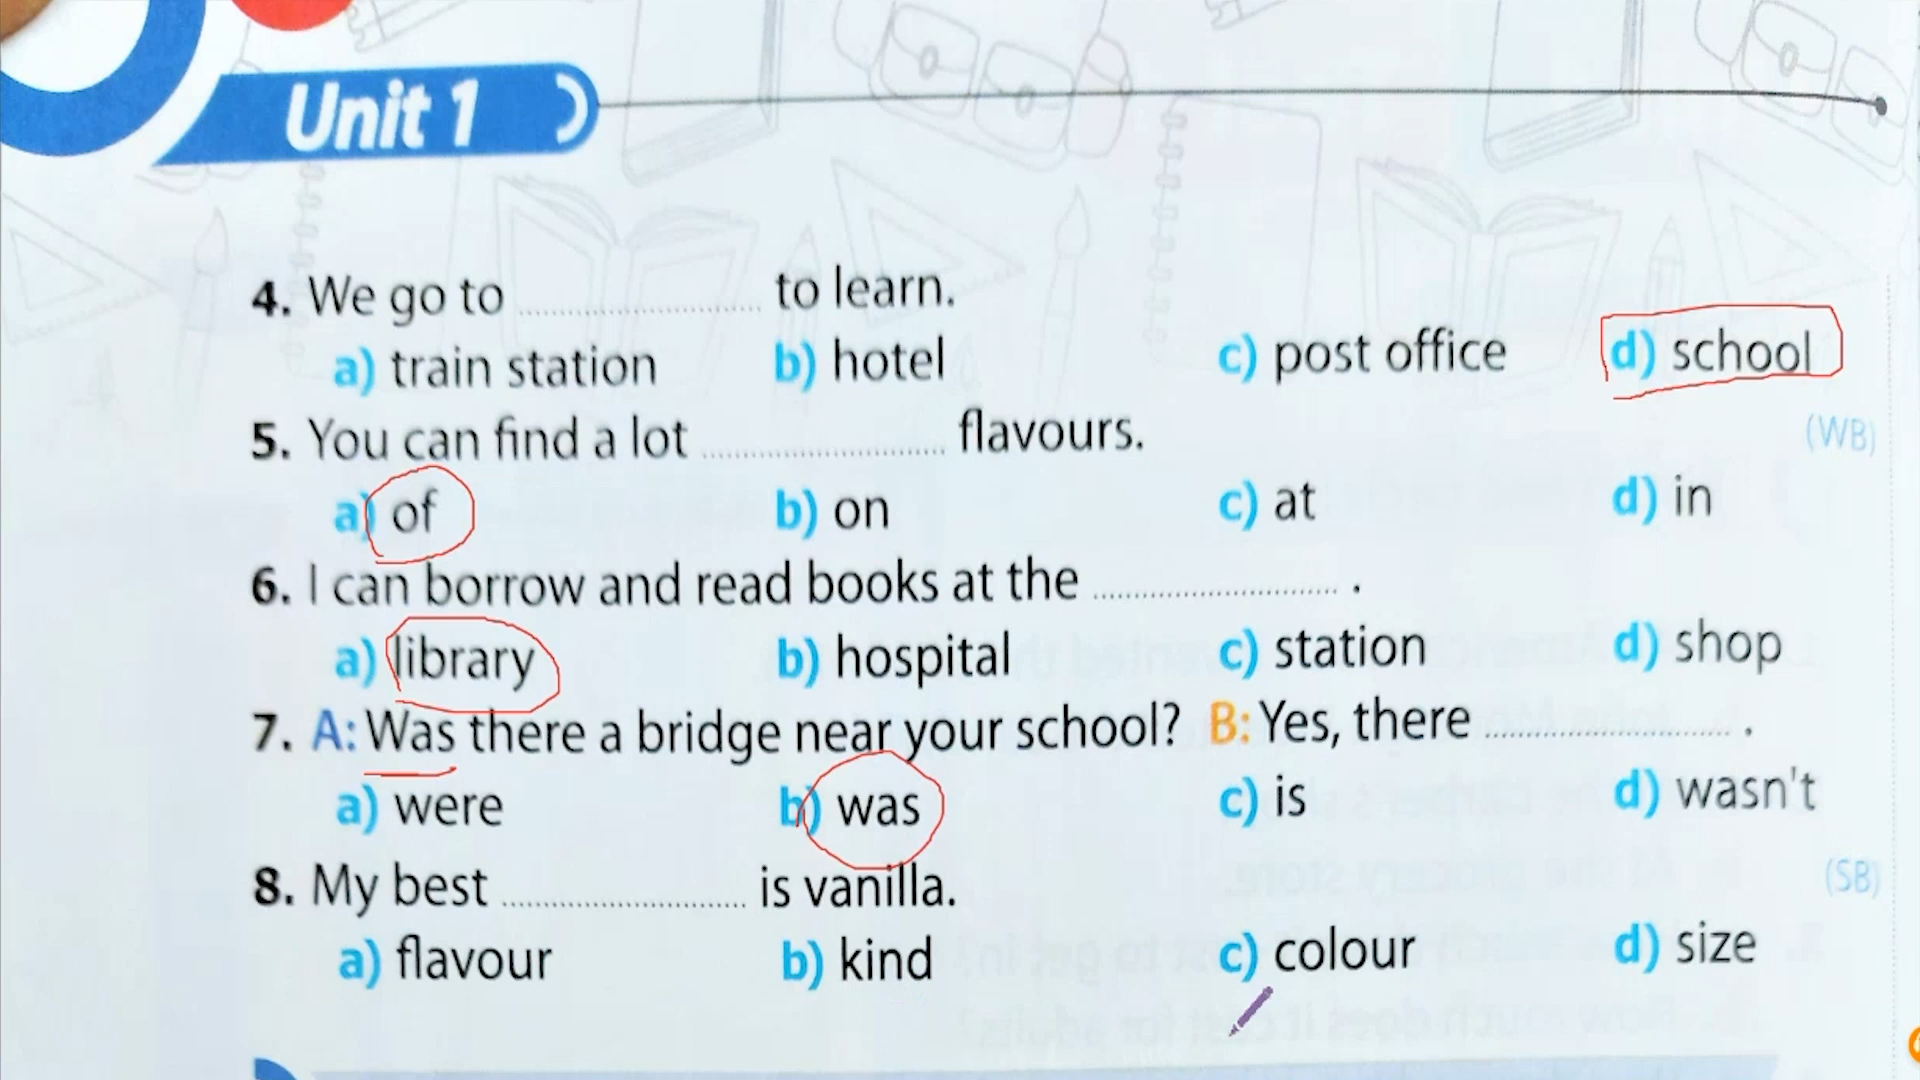 Unit 1
4. We go to .......................... to learn.
a) train station b) hotel c) post office d) school
5. You can find a lot .......................... flavours. (WB)
a) of b) on c) at d) in
6. I can borrow and read books at the .......................... .
a) library b) hospital c) station d) shop
7. A: Was there a bridge near your school? B: Yes, there .......................... .
a) were b) was c) is d) wasn't
8. My best .......................... is vanilla. (SB)
a) flavour b) kind c) colour d) size